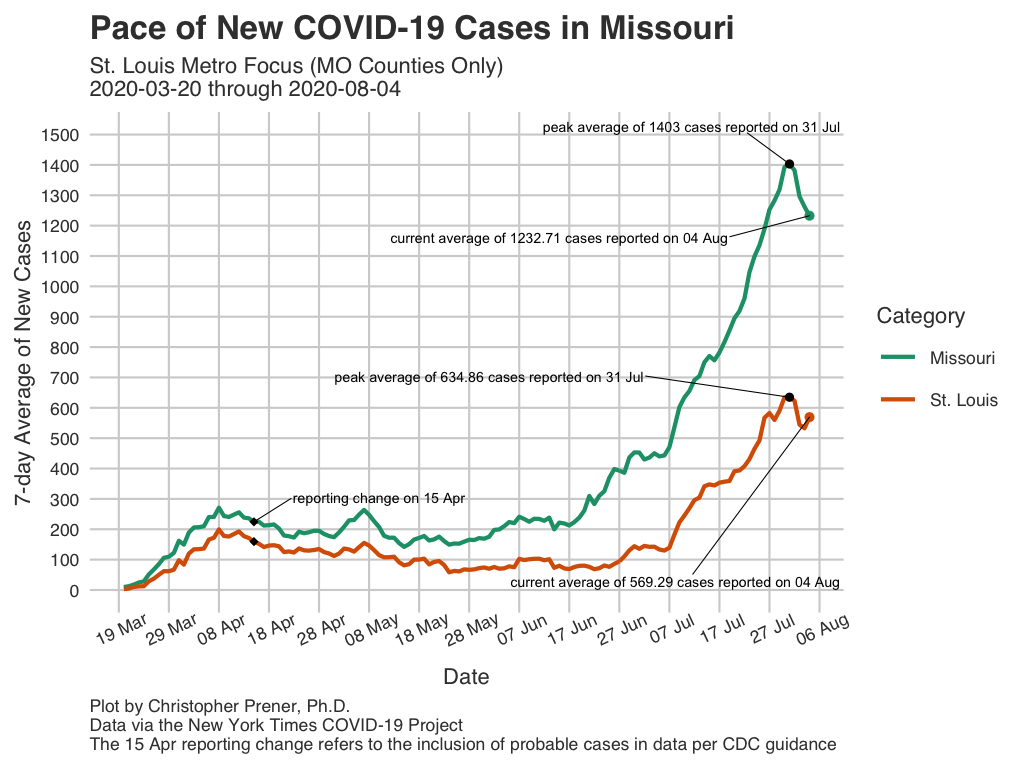 Pace of New COVID-19 Cases in Missouri
St. Louis Metro Focus (MO Counties Only)
2020-03-20 through 2020-08-04
7-day Average of New Cases
1500
1400
1300
1200
1100
1000
900
800
700
600
500
400
300
200
100
0
peak average of 1403 cases reported on 31 Jul
current average of 1232.71 cases reported on 04 Aug
peak average of 634.86 cases reported on 31 Jul
reporting change on 15 Apr
current average of 569.29 cases reported on 04 Aug
Category
Missouri
St. Louis
19 Mar
29 Mar
08 Apr
18 Apr
28 Apr
08 May
18 May
28 May
07 Jun
17 Jun
27 Jun
07 Jul
17 Jul
27 Jul
06 Aug
Date
Plot by Christopher Prener, Ph.D.
Data via the New York Times COVID-19 Project
The 15 Apr reporting change refers to the inclusion of probable cases in data per CDC guidance